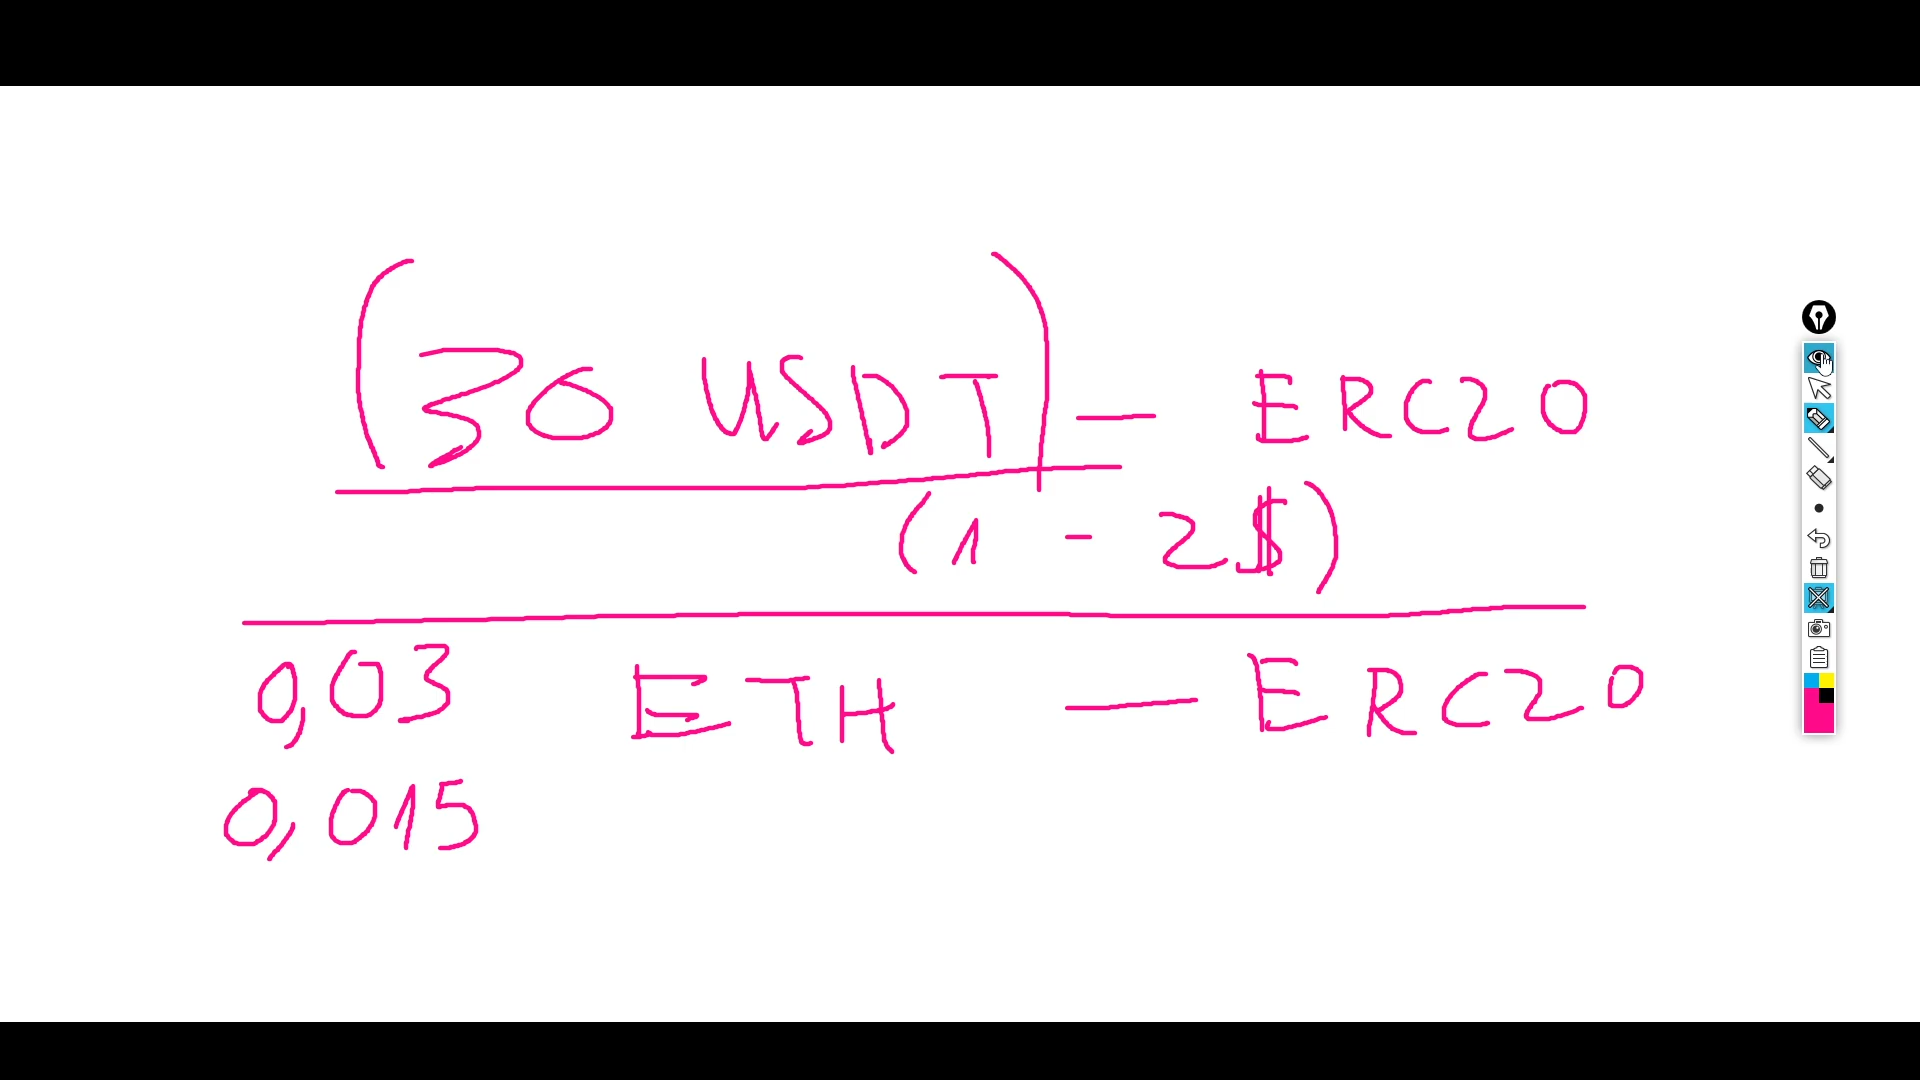 (30 USDT) — ERC20
(1 - 2$)
0,03 ETH — ERC20
0,015